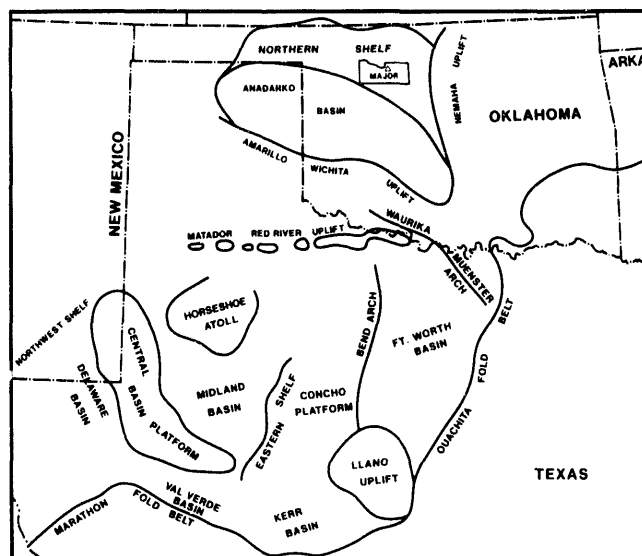 NORTHERN SHELF
UPLIFT
NEMAHA
MAJOR
ARKA
ANADAHKO
BASIN
OKLAHOMA
NEW MEXICO
AMARILLO
WICHITA
UPLIFT
WAURIKA
MATADOR
RED RIVER
UPLIFT
MUENSTER
ARCH
NORTHWEST SHELF
HORSESHOE
ATOLL
BEND ARCH
FT. WORTH
BASIN
BELT
FOLD
OUACHITA
CENTRAL
BASIN
PLATFORM
DELAWARE
BASIN
MIDLAND
BASIN
EASTERN SHELF
CONCHO
PLATFORM
LLANO
UPLIFT
TEXAS
VAL VERDE
BASIN
MARATHON
FOLD BELT
KERR
BASIN